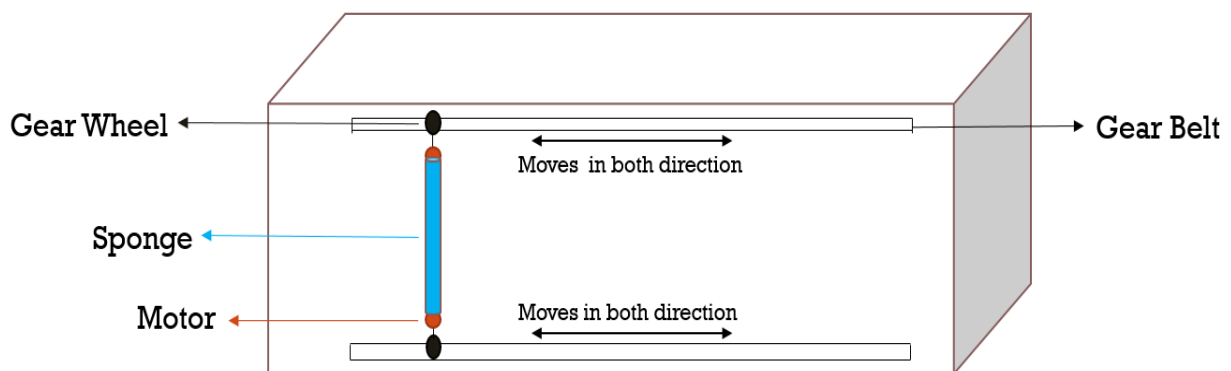 Gear Wheel
Gear Belt
Moves in both direction
Sponge
Moves in both direction
Motor